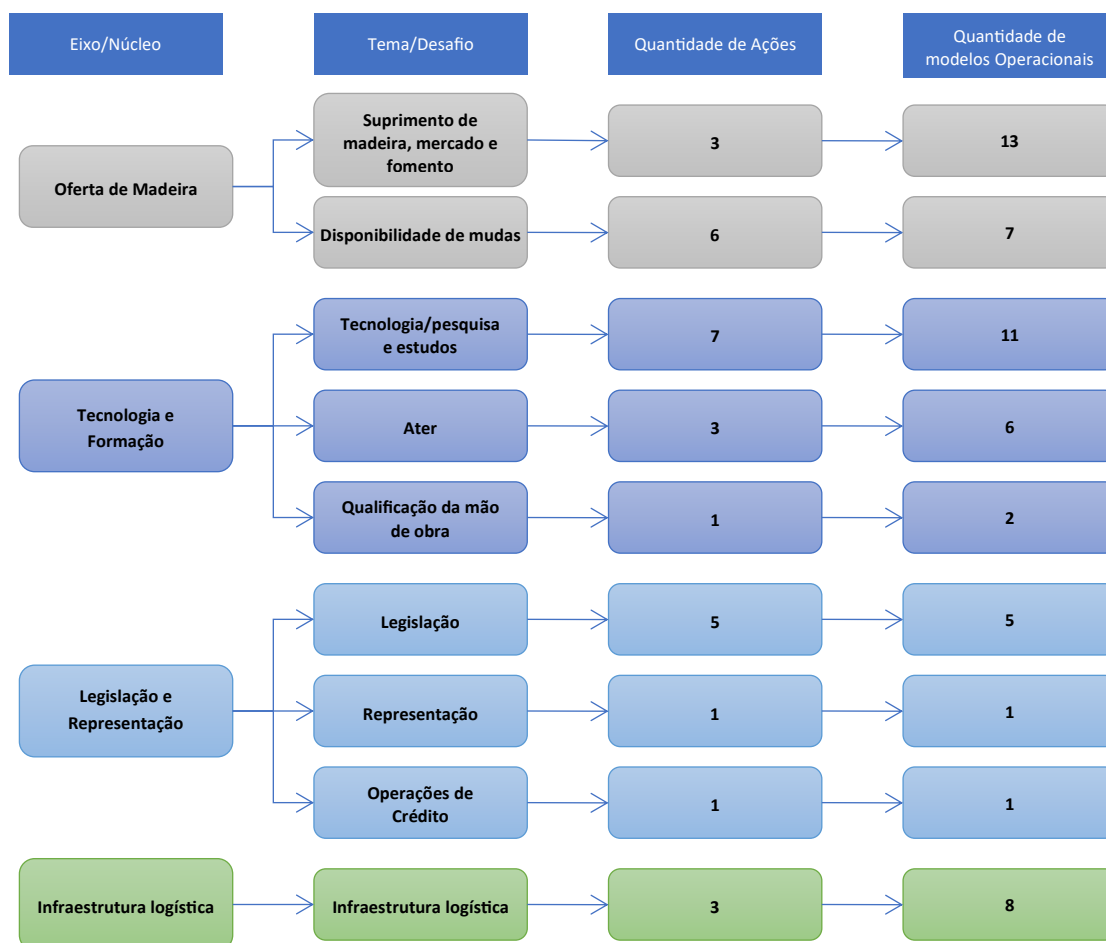 Eixo/Núcleo
Tema/Desafio
Quantidade de Ações
Quantidade de
modelos Operacionais
Oferta de Madeira
Suprimento de
madeira, mercado e
fomento
3
13
Disponibilidade de mudas
6
7
Tecnologia e
Formação
Tecnologia/pesquisa
e estudos
7
11
Ater
3
6
Qualificação da mão
de obra
1
2
Legislação e
Representação
Legislação
5
5
Representação
1
1
Operações de
Crédito
1
1
Infraestrutura logística
Infraestrutura logística
3
8